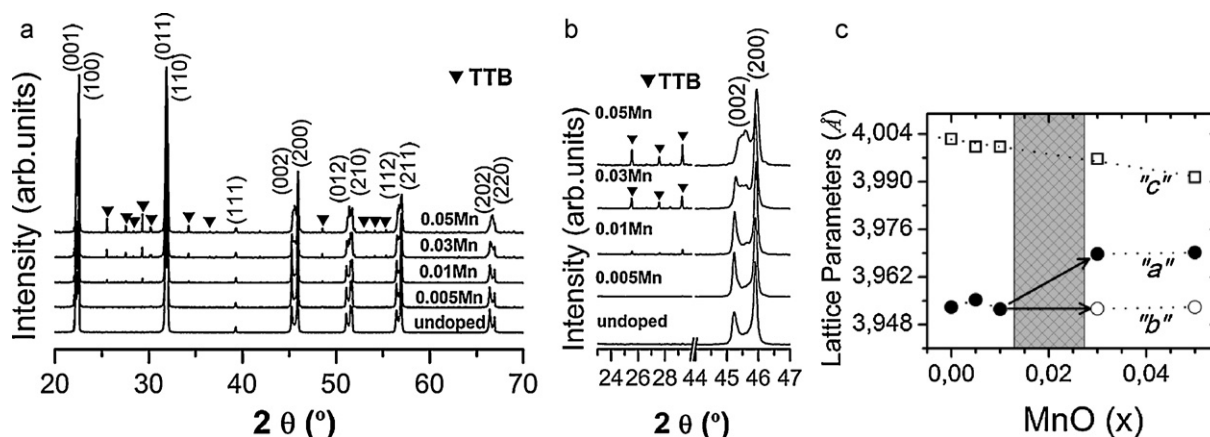 a
(001)
(100)
(011)
(110)
▼TTB
(111)
(002)
(200)
(012)
(210)
(112)
(211)
(202)
(220)
0.05Mn
0.03Mn
0.01Mn
0.005Mn
undoped
Intensity (arb.units)
20 30 40 50 60 70
2 θ (º)
b
▼TTB
(002)
(200)
0.05Mn
0.03Mn
0.01Mn
0.005Mn
undoped
Intensity (arb.units)
24 26 28 44 45 46 47
2 θ (º)
c
Lattice Parameters (Å)
4,004
3,990
3,976
3,962
3,948
"c"
"a"
"b"
0,00 0,02 0,04
MnO (x)